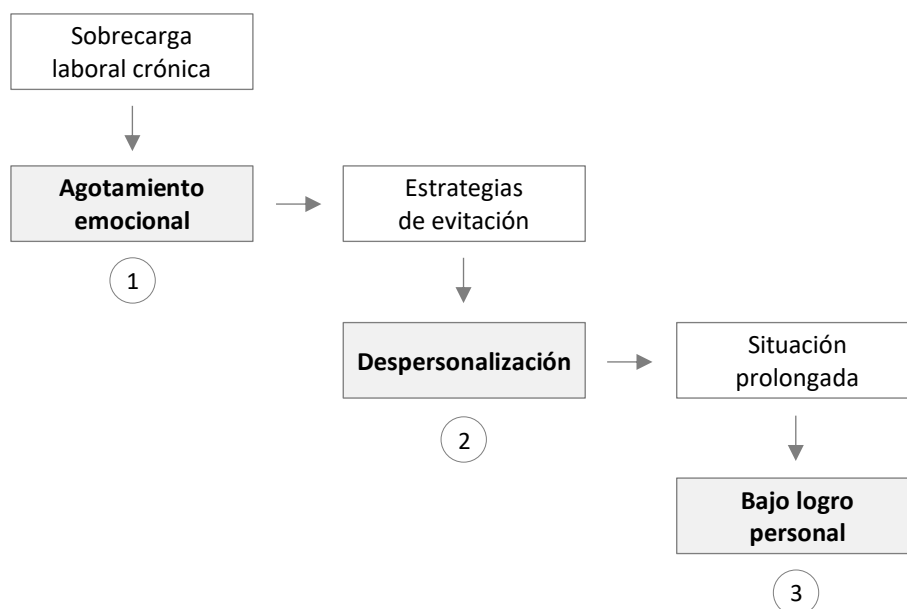 Sobrecarga
laboral crónica
Agotamiento
emocional
1
Estrategias
de evitación
Despersonalización
2
Situación
prolongada
Bajo logro
personal
3